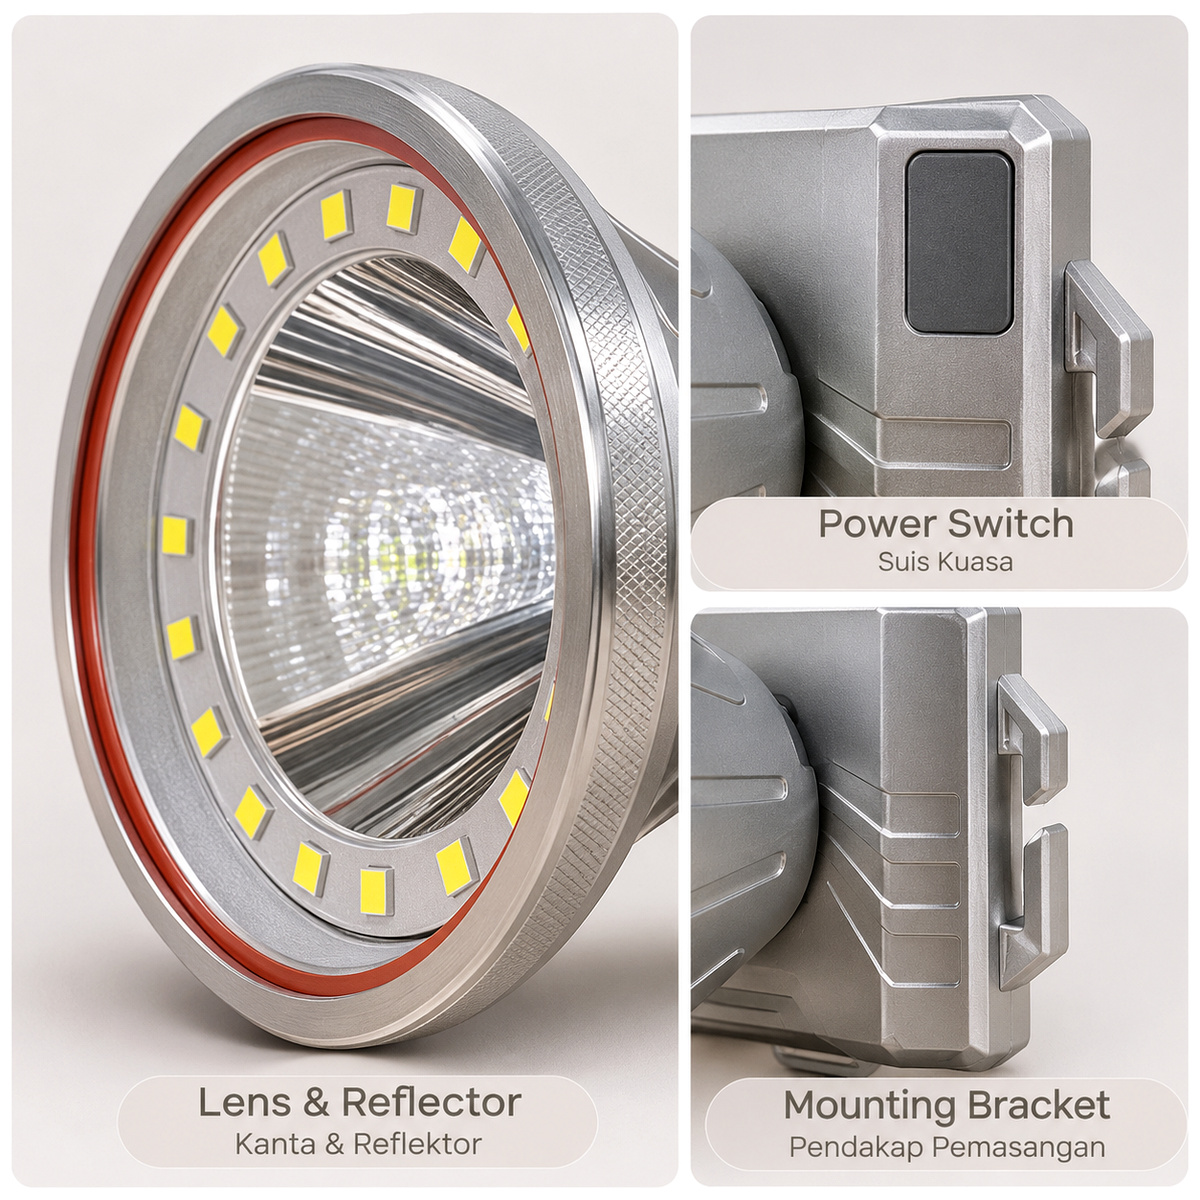 Power Switch
Suis Kuasa
Lens & Reflector
Kanta & Reflektor
Mounting Bracket
Pendakap Pemasangan